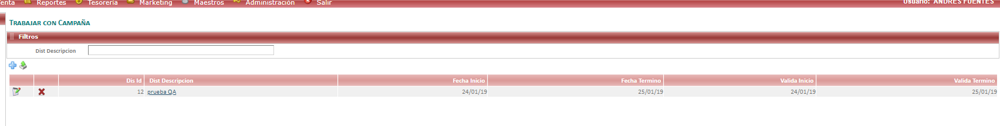 enta Reportes Tesorería Marketing Maestros Administración Salir Usuario: ANDRES FUENTES
TRABAJAR CON CAMPAÑA
Filtros
Dist Descripcion
Dis Id Dist Descripcion Fecha Inicio Fecha Termino Valida Inicio Valida Termino
12 prueba QA 24/01/19 25/01/19 24/01/19 25/01/19